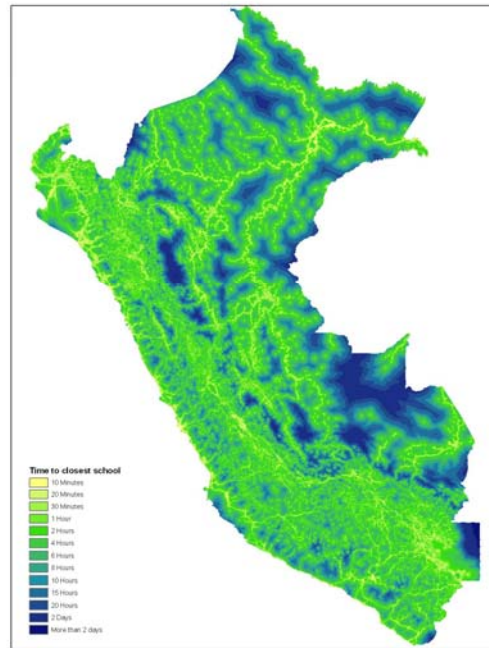 Time to closest school
10 Minutes
20 Minutes
30 Minutes
1 Hour
2 Hours
4 Hours
6 Hours
8 Hours
10 Hours
15 Hours
20 Hours
2 Days
More than 2 days